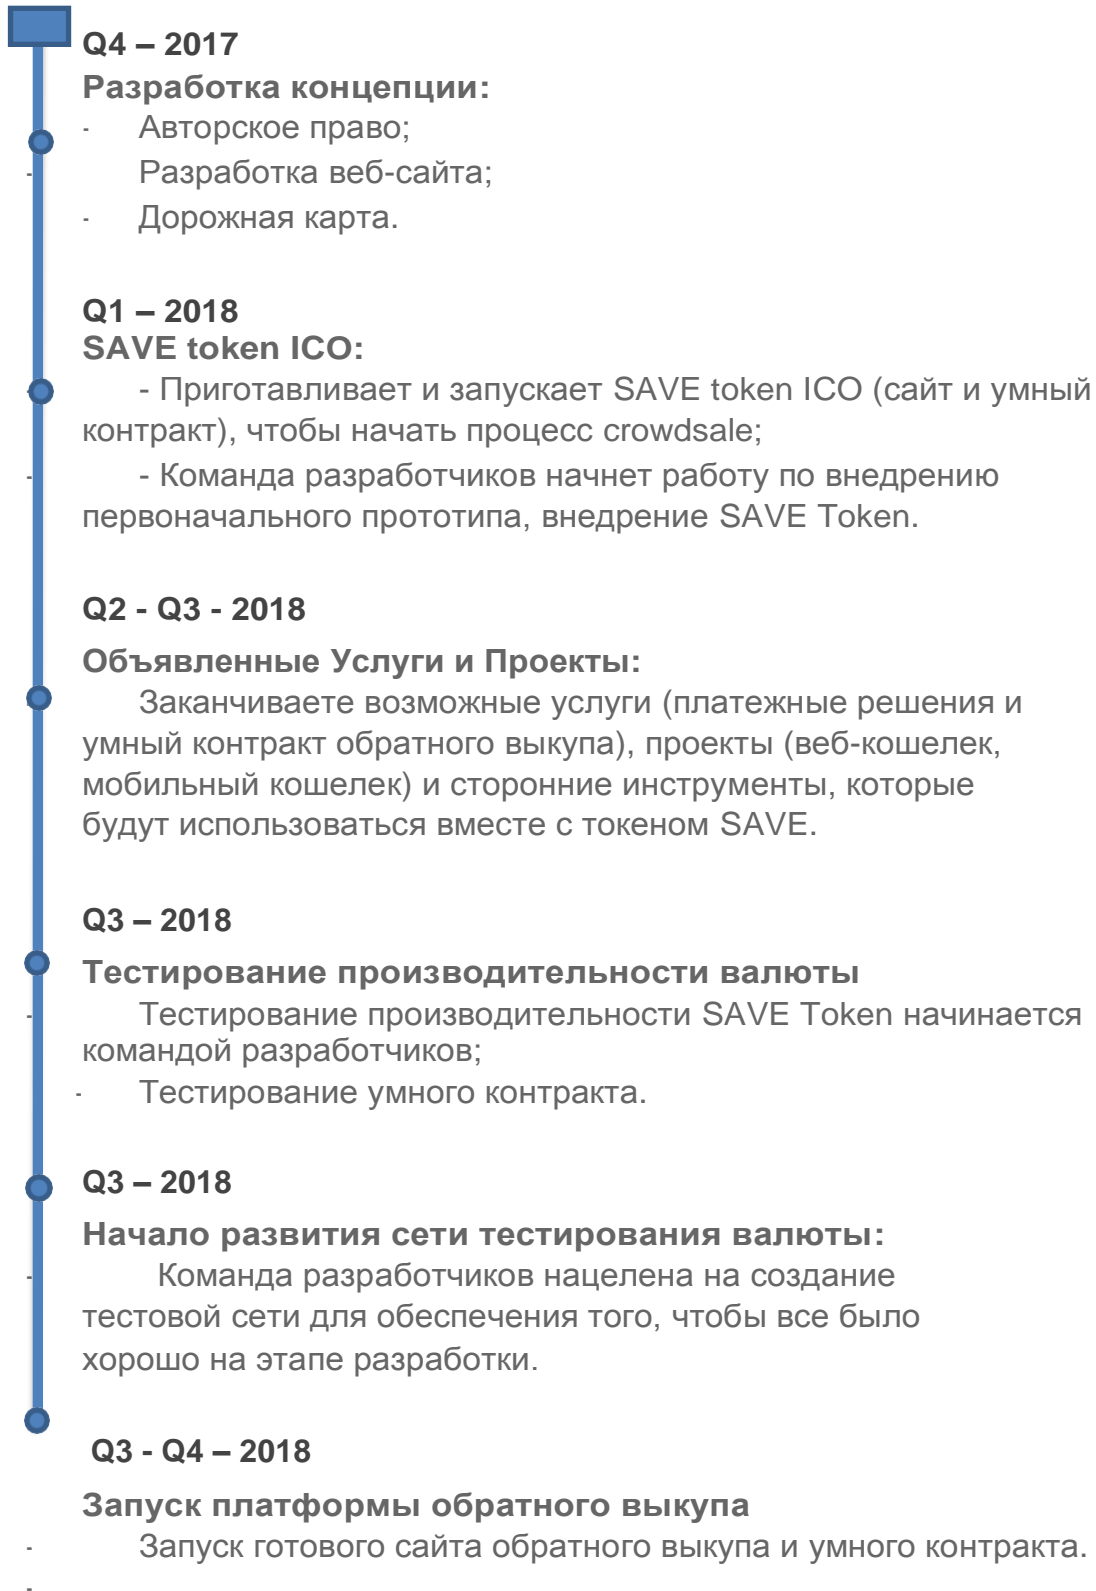 Q4 – 2017
Разработка концепции:
- Авторское право;
- Разработка веб-сайта;
- Дорожная карта.
Q1 – 2018
SAVE token ICO:
- Приготавливает и запускает SAVE token ICO (сайт и умный
контракт), чтобы начать процесс crowdsale;
- - Команда разработчиков начнет работу по внедрению
первоначального прототипа, внедрение SAVE Token.
Q2 - Q3 - 2018
Объявленные Услуги и Проекты:
Заканчиваете возможные услуги (платежные решения и
умный контракт обратного выкупа), проекты (веб-кошелек,
мобильный кошелек) и сторонние инструменты, которые
будут использоваться вместе с токеном SAVE.
Q3 – 2018
Тестирование производительности валюты
- Тестирование производительности SAVE Token начинается
командой разработчиков;
- Тестирование умного контракта.
Q3 – 2018
Начало развития сети тестирования валюты:
- Команда разработчиков нацелена на создание
тестовой сети для обеспечения того, чтобы все было
хорошо на этапе разработки.
Q3 - Q4 – 2018
Запуск платформы обратного выкупа
- Запуск готового сайта обратного выкупа и умного контракта.
-